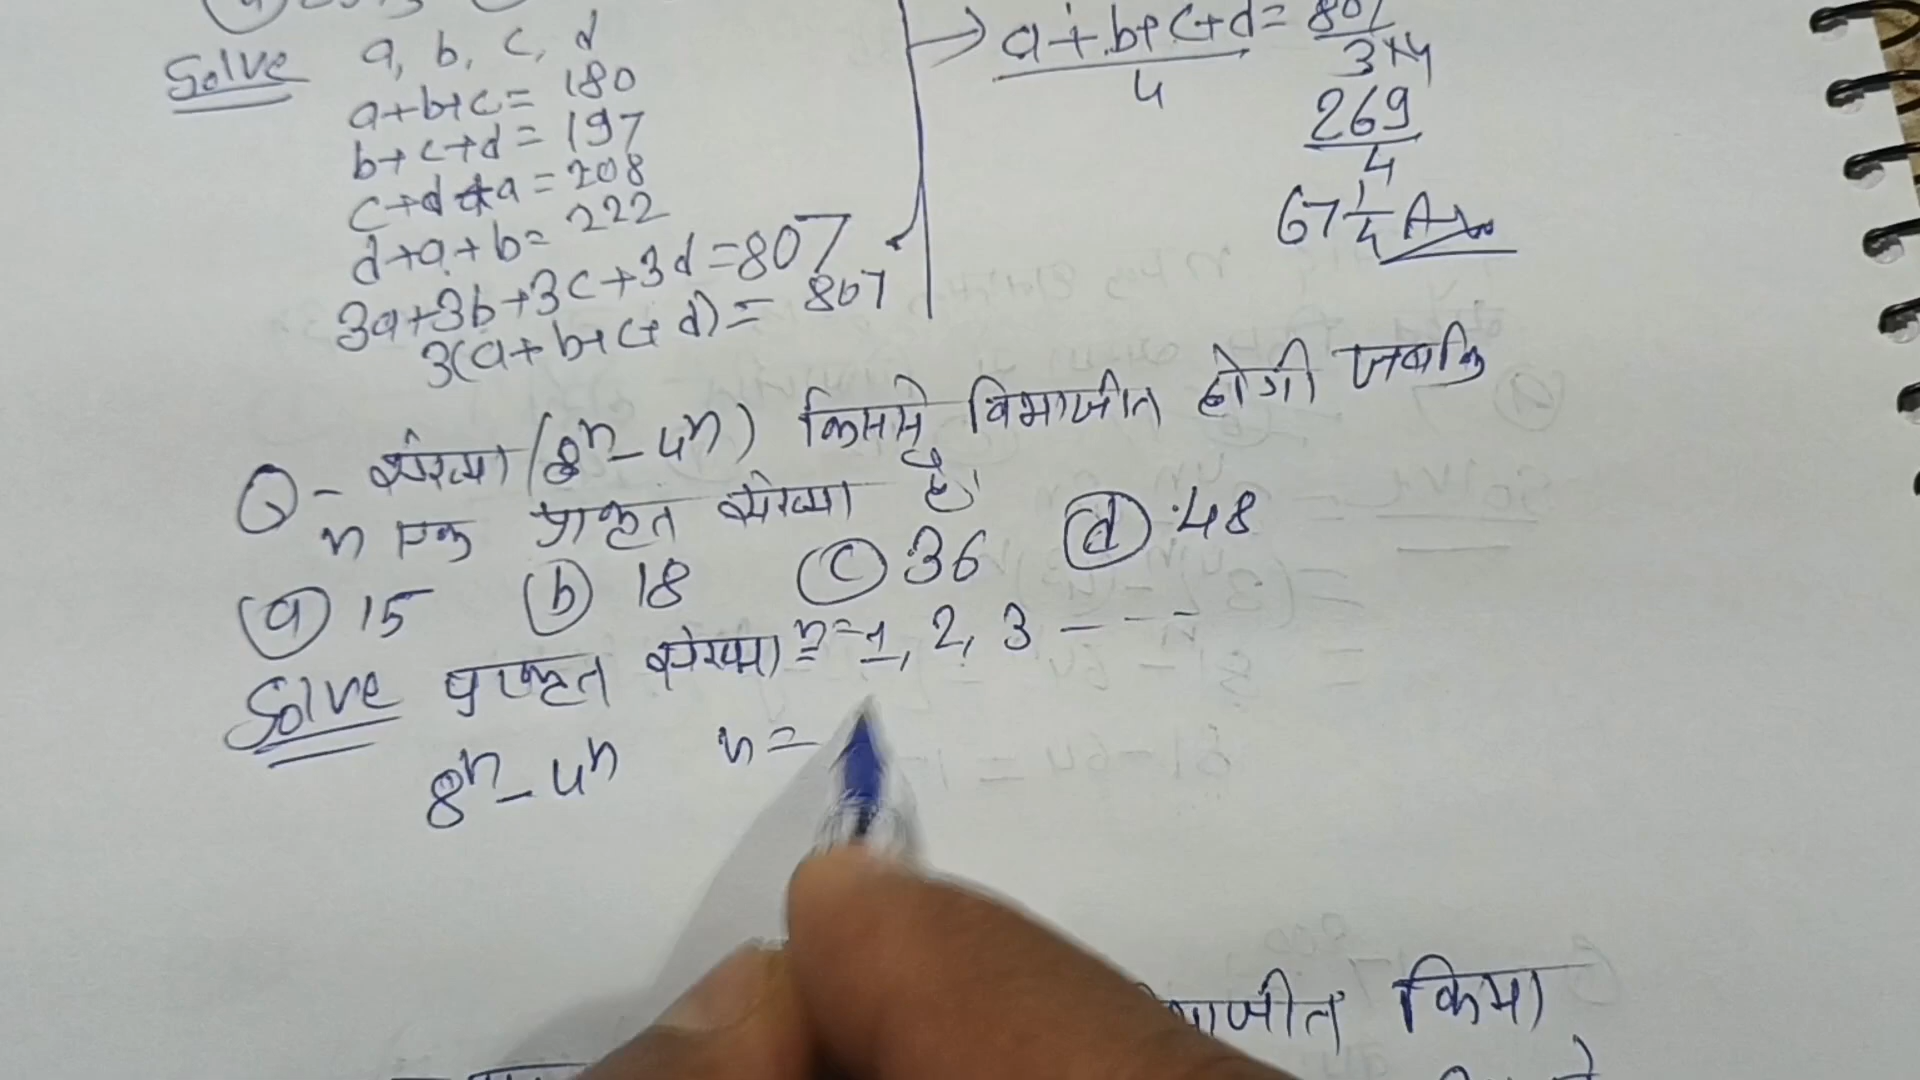 Solve a, b, c, d
a+b+c= 180
b+c+d= 197
c+d+a= 208
d+a+b= 222
3a+3b+3c+3d=807
3(a+b+c+d)= 807
→ a+b+c+d = 807
4 3×4
269
4
67 1/4 Ans
Q- संख्या (8ⁿ-4ⁿ) किससे विभाजीत होगी जबकि
n एक प्राकृत संख्या है।
(a) 15 (b) 18 (c) 36 (d) 48
Solve प्राकृत संख्या n=1, 2, 3 ----
8ⁿ-4ⁿ n=
किया